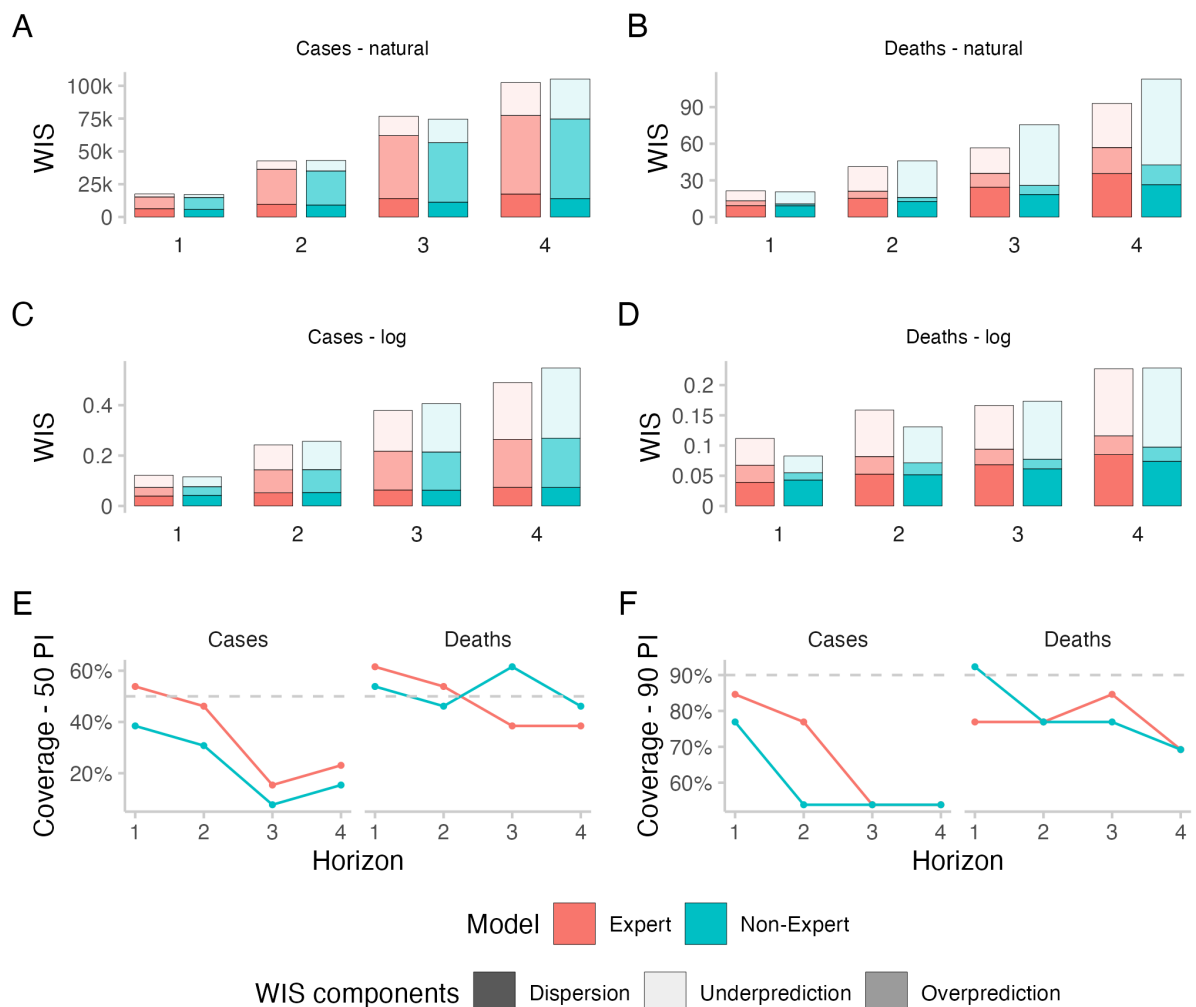 A
Cases - natural
WIS
100k
75k
50k
25k
0
1 2 3 4
B
Deaths - natural
WIS
90
60
30
0
1 2 3 4
C
Cases - log
WIS
0.4
0.2
0
1 2 3 4
D
Deaths - log
WIS
0.2
0.15
0.1
0.05
0
1 2 3 4
E
Cases Deaths
Coverage - 50 PI
60%
40%
20%
1 2 3 4 1 2 3 4
Horizon
F
Cases Deaths
Coverage - 90 PI
90%
80%
70%
60%
1 2 3 4 1 2 3 4
Horizon
Model Expert Non-Expert
WIS components Dispersion Underprediction Overprediction